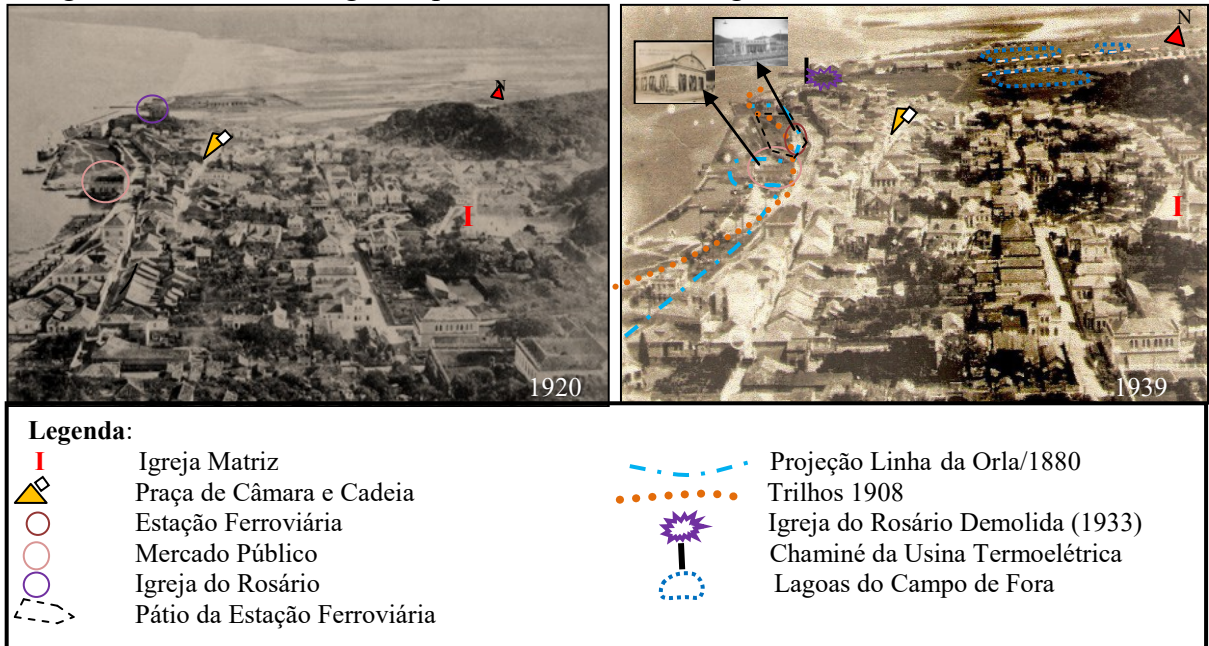 N
N
I
I
1920
1939
Legenda:
I Igreja Matriz
Praça de Câmara e Cadeia
Estação Ferroviária
Mercado Público
Igreja do Rosário
Pátio da Estação Ferroviária
Projeção Linha da Orla/1880
Trilhos 1908
Igreja do Rosário Demolida (1933)
Chaminé da Usina Termoelétrica
Lagoas do Campo de Fora